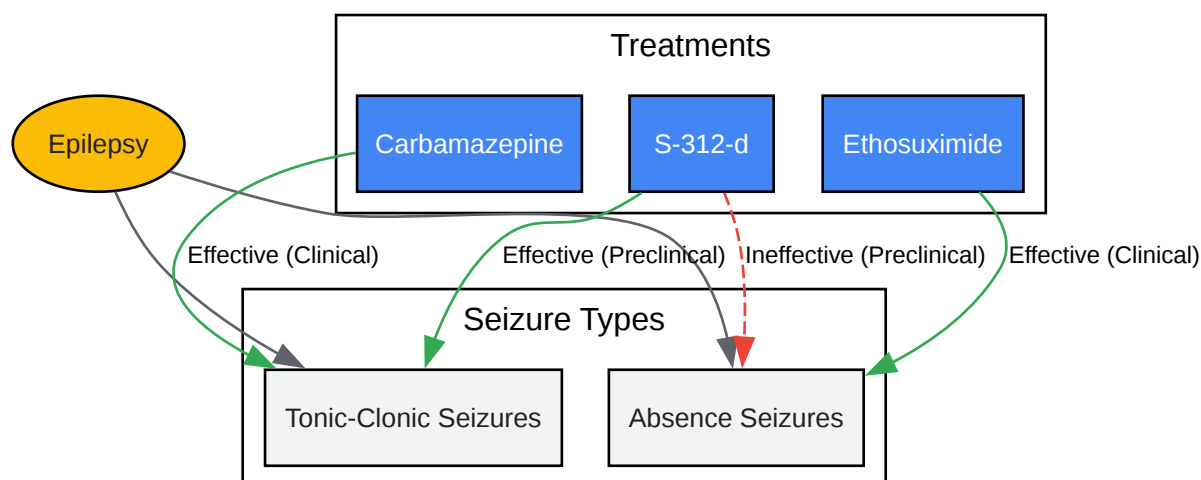 Treatments
Epilepsy
Carbamazepine
S-312-d
Ethosuximide
Effective (Clinical)
Effective (Preclinical)
Ineffective (Preclinical)
Effective (Clinical)
Seizure Types
Tonic-Clonic Seizures
Absence Seizures